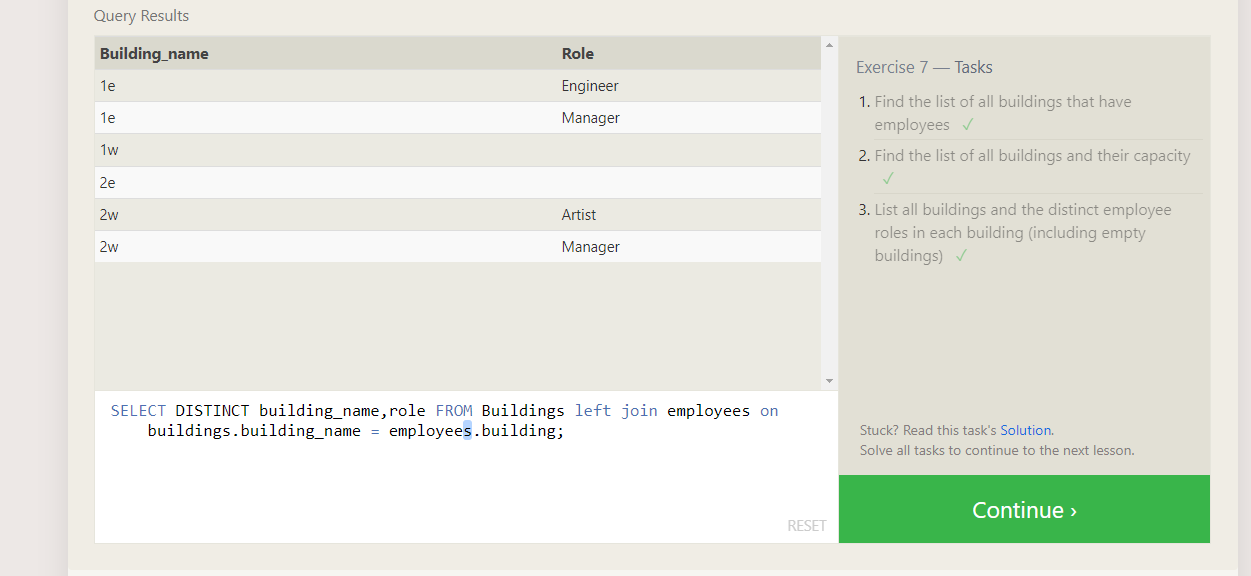 Query Results
Building_name Role
1e Engineer
1e Manager
1w
2e
2w Artist
2w Manager
SELECT DISTINCT building_name,role FROM Buildings left join employees on
buildings.building_name = employees.building;
RESET
Exercise 7 — Tasks
1. Find the list of all buildings that have
employees ✓
2. Find the list of all buildings and their capacity
✓
3. List all buildings and the distinct employee
roles in each building (including empty
buildings) ✓
Stuck? Read this task's Solution.
Solve all tasks to continue to the next lesson.
Continue ›